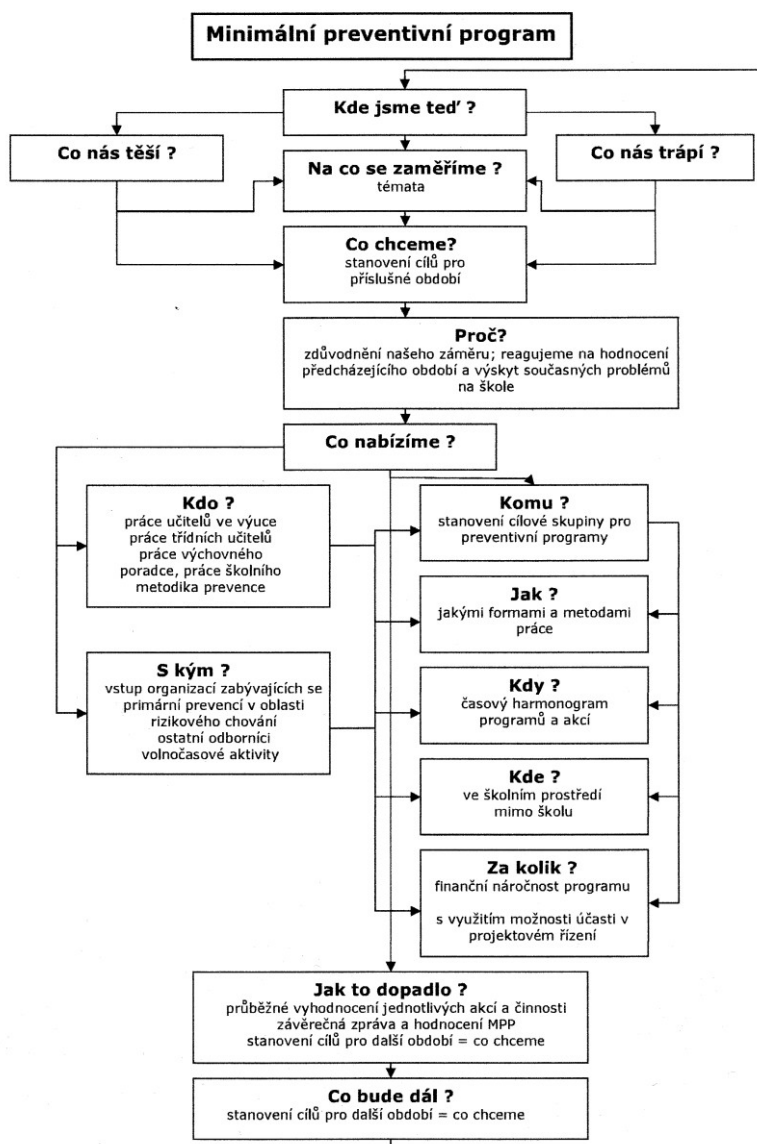 Minimální preventivní program
Kde jsme teď ?
Co nás těší ?
Co nás trápí ?
Na co se zaměříme ?
témata
Co chceme?
stanovení cílů pro
příslušné období
Proč?
zdůvodnění našeho záměru; reagujeme na hodnocení
předcházejícího období a výskyt současných problémů
na škole
Co nabízíme ?
Kdo ?
práce učitelů ve výuce
práce třídních učitelů
práce výchovného
poradce, práce školního
metodika prevence
Komu ?
stanovení cílové skupiny pro
preventivní programy
Jak ?
jakými formami a metodami
práce
S kým ?
vstup organizací zabývajících se
primární prevencí v oblasti
rizikového chování
ostatní odborníci
volnočasové aktivity
Kdy ?
časový harmonogram
programů a akcí
Kde ?
ve školním prostředí
mimo školu
Za kolik ?
finanční náročnost programu
s využitím možnosti účasti v
projektovém řízení
Jak to dopadlo ?
průběžné vyhodnocení jednotlivých akcí a činnosti
závěrečná zpráva a hodnocení MPP
stanovení cílů pro další období = co chceme
Co bude dál ?
stanovení cílů pro další období = co chceme